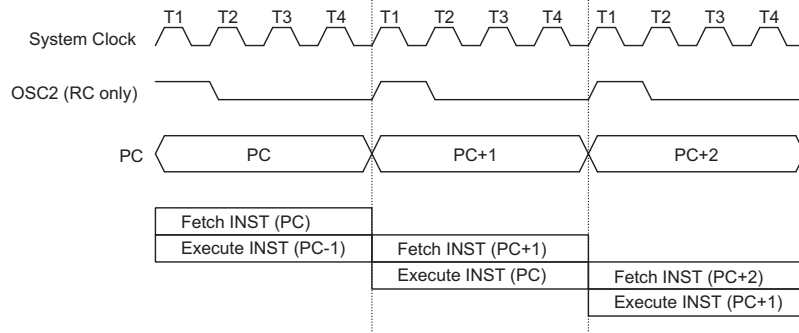 T1 T2 T3 T4 T1 T2 T3 T4 T1 T2 T3 T4
System Clock
OSC2 (RC only)
PC PC PC+1 PC+2
Fetch INST (PC)
Execute INST (PC-1) Fetch INST (PC+1)
Execute INST (PC) Fetch INST (PC+2)
Execute INST (PC+1)